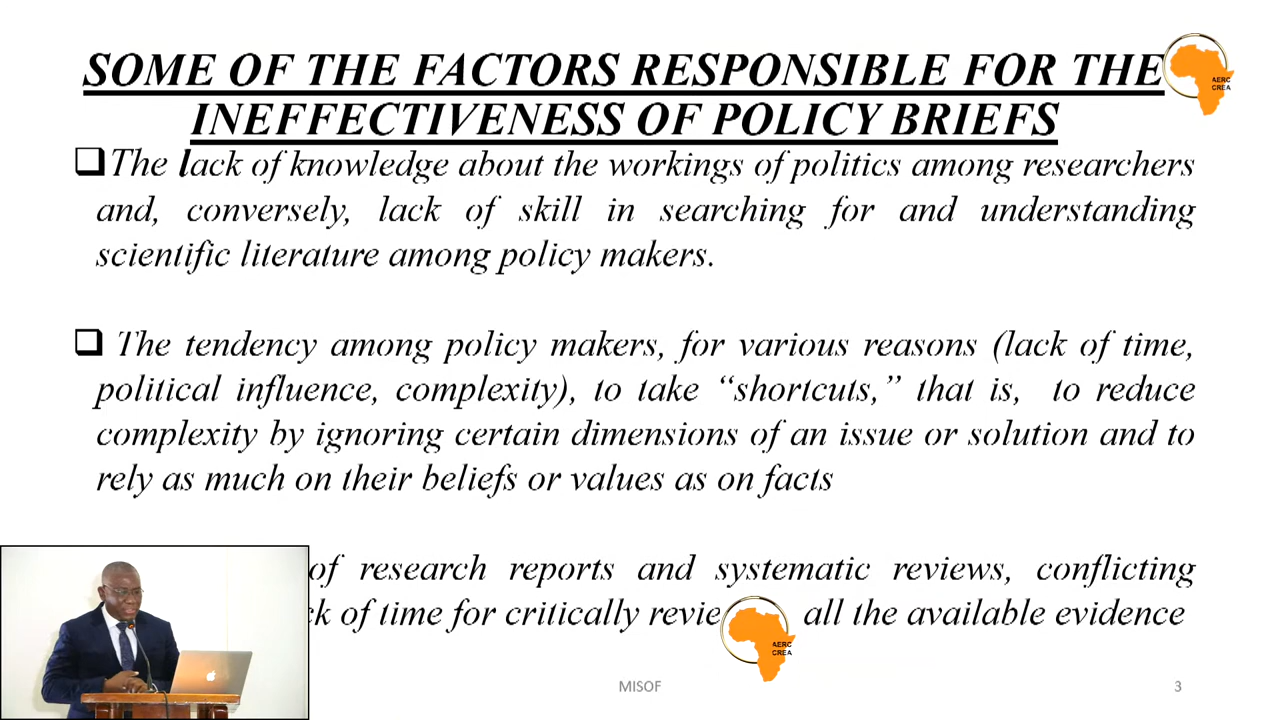 SOME OF THE FACTORS RESPONSIBLE FOR THE
INEFFECTIVENESS OF POLICY BRIEFS
AERC
CREA
❑The lack of knowledge about the workings of politics among researchers
and, conversely, lack of skill in searching for and understanding
scientific literature among policy makers.
❑ The tendency among policy makers, for various reasons (lack of time,
political influence, complexity), to take “shortcuts,” that is, to reduce
complexity by ignoring certain dimensions of an issue or solution and to
rely as much on their beliefs or values as on facts
of research reports and systematic reviews, conflicting
of time for critically all the available evidence
AERC
CREA
MISOF
3